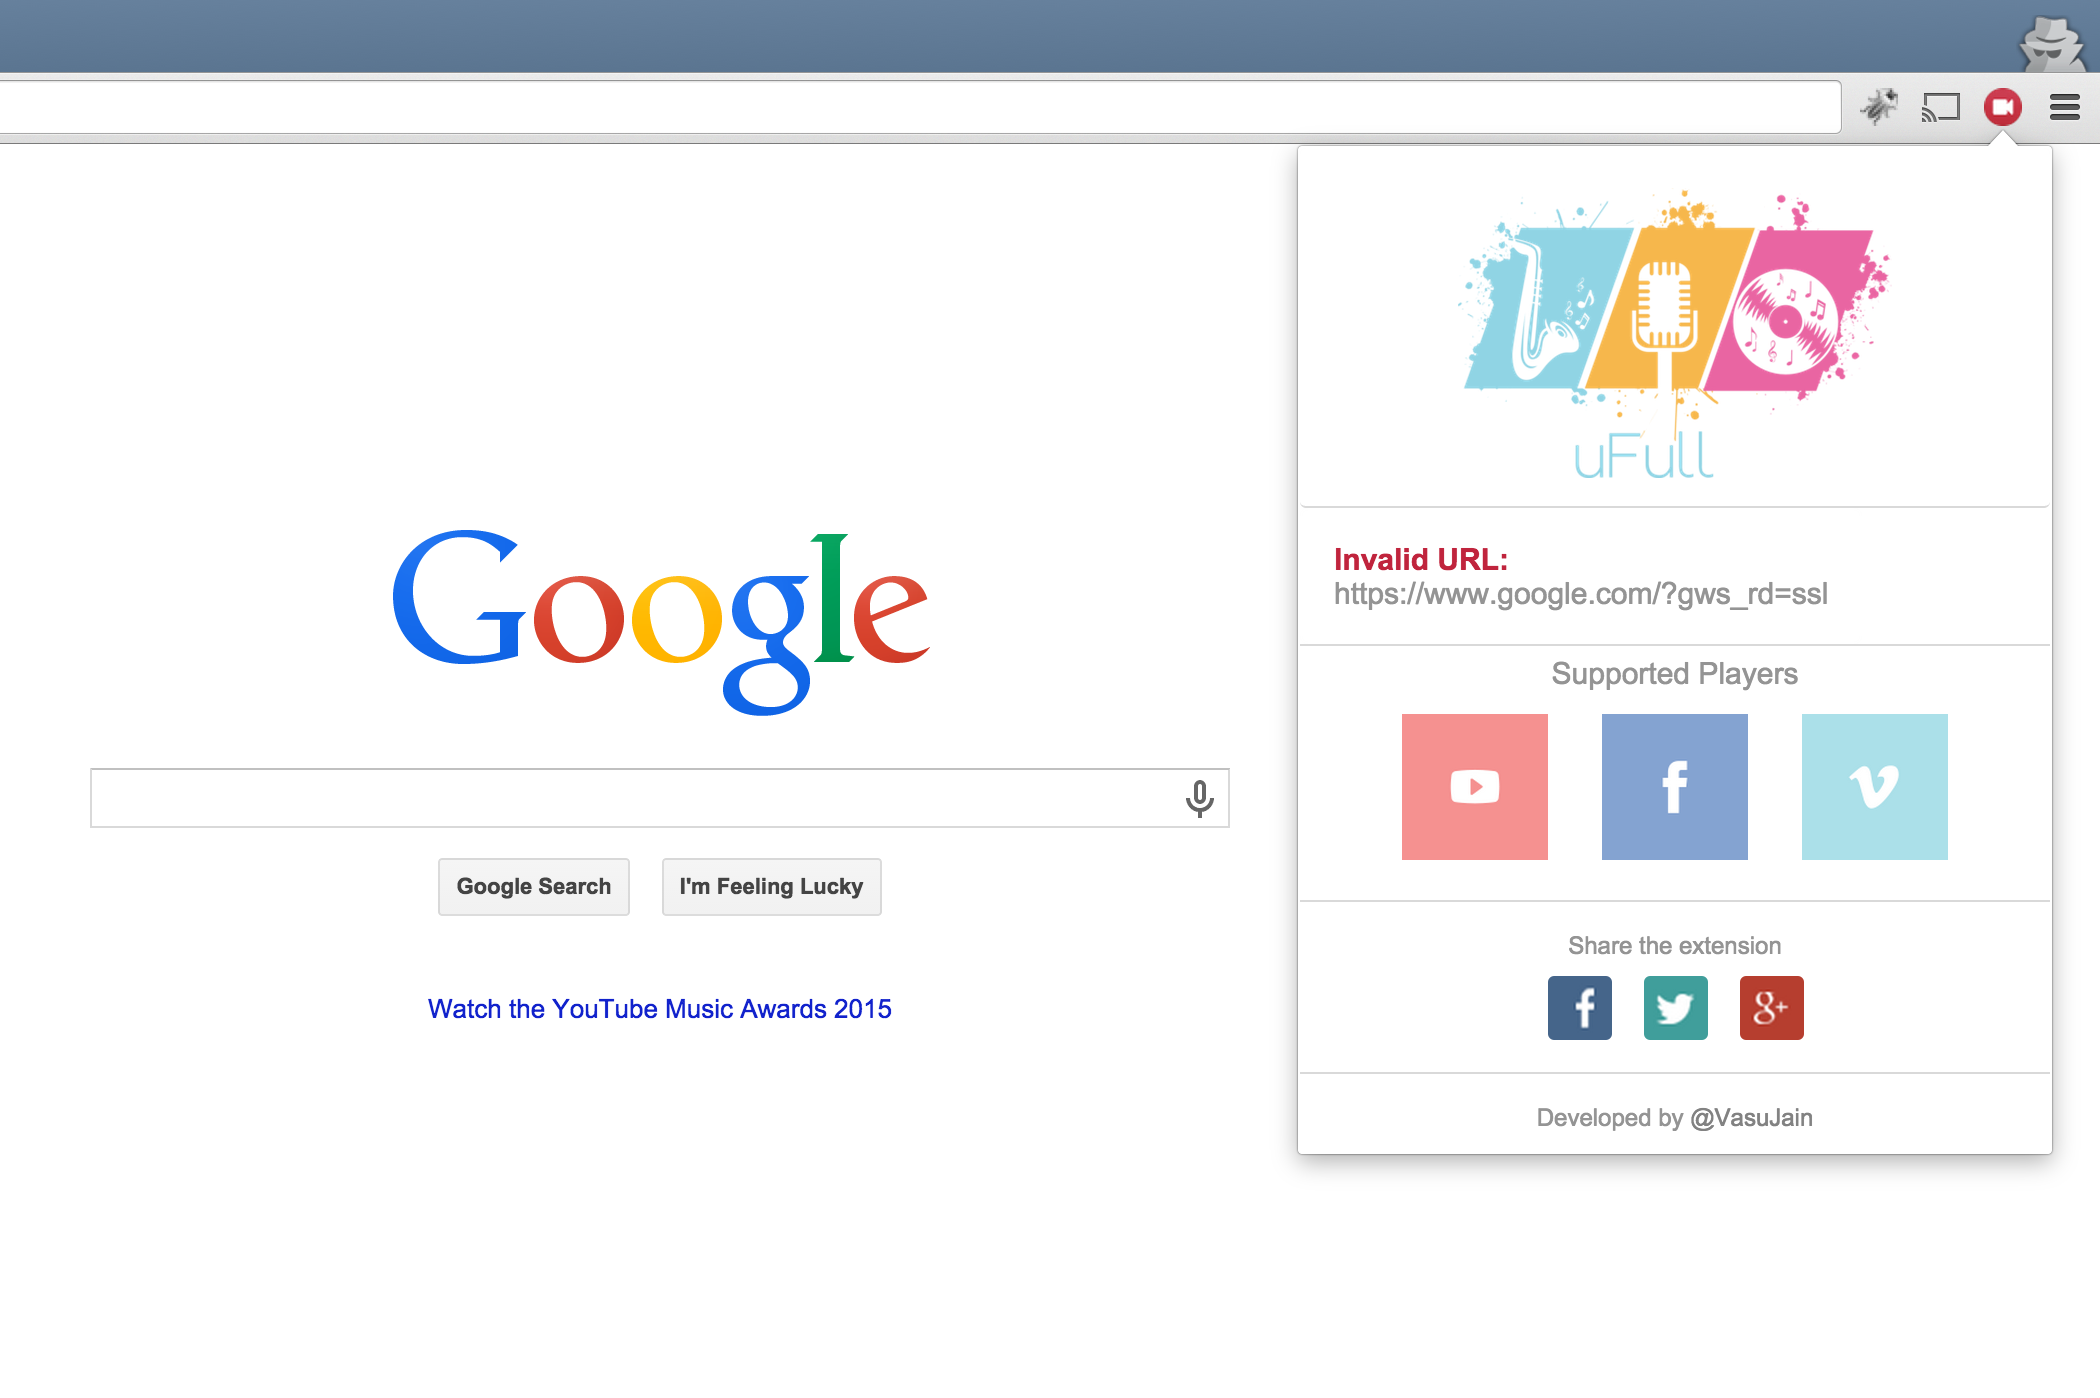 Google
Google Search
I'm Feeling Lucky
Watch the YouTube Music Awards 2015
uFull
Invalid URL:
https://www.google.com/?gws_rd=ssl
Supported Players
Share the extension
g+
Developed by @VasuJain